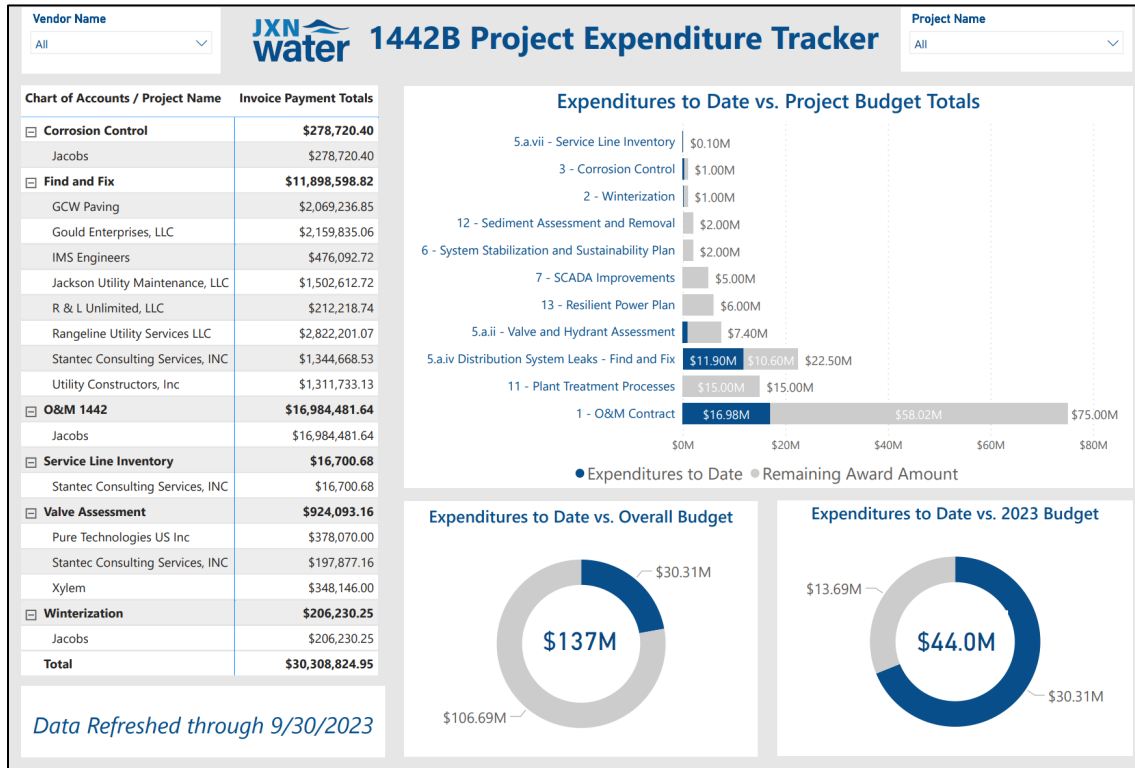 Vendor Name
All
JXN
water
1442B Project Expenditure Tracker
Project Name
All
Chart of Accounts / Project Name Invoice Payment Totals
Corrosion Control $278,720.40
Jacobs $278,720.40
Find and Fix $11,898,598.82
GCW Paving $2,069,236.85
Gould Enterprises, LLC $2,159,835.06
IMS Engineers $476,092.72
Jackson Utility Maintenance, LLC $1,502,612.72
R & L Unlimited, LLC $212,218.74
Rangeline Utility Services LLC $2,822,201.07
Stantec Consulting Services, INC $1,344,668.53
Utility Constructors, Inc $1,311,733.13
O&M 1442 $16,984,481.64
Jacobs $16,984,481.64
Service Line Inventory $16,700.68
Stantec Consulting Services, INC $16,700.68
Valve Assessment $924,093.16
Pure Technologies US Inc $378,070.00
Stantec Consulting Services, INC $197,877.16
Xylem $348,146.00
Winterization $206,230.25
Jacobs $206,230.25
Total $30,308,824.95
Data Refreshed through 9/30/2023
Expenditures to Date vs. Project Budget Totals
5.a.vii - Service Line Inventory $0.10M
3 - Corrosion Control $1.00M
2 - Winterization $1.00M
12 - Sediment Assessment and Removal $2.00M
6 - System Stabilization and Sustainability Plan $2.00M
7 - SCADA Improvements $5.00M
13 - Resilient Power Plan $6.00M
5.a.ii - Valve and Hydrant Assessment $7.40M
5.a.iv Distribution System Leaks - Find and Fix $11.90M $10.60M $22.50M
11 - Plant Treatment Processes $15.00M $15.00M
1 - O&M Contract $16.98M $58.02M $75.00M
$0M $20M $40M $60M $80M
Expenditures to Date Remaining Award Amount
Expenditures to Date vs. Overall Budget
$30.31M
$137M
$106.69M
Expenditures to Date vs. 2023 Budget
$13.69M
$44.0M
$30.31M